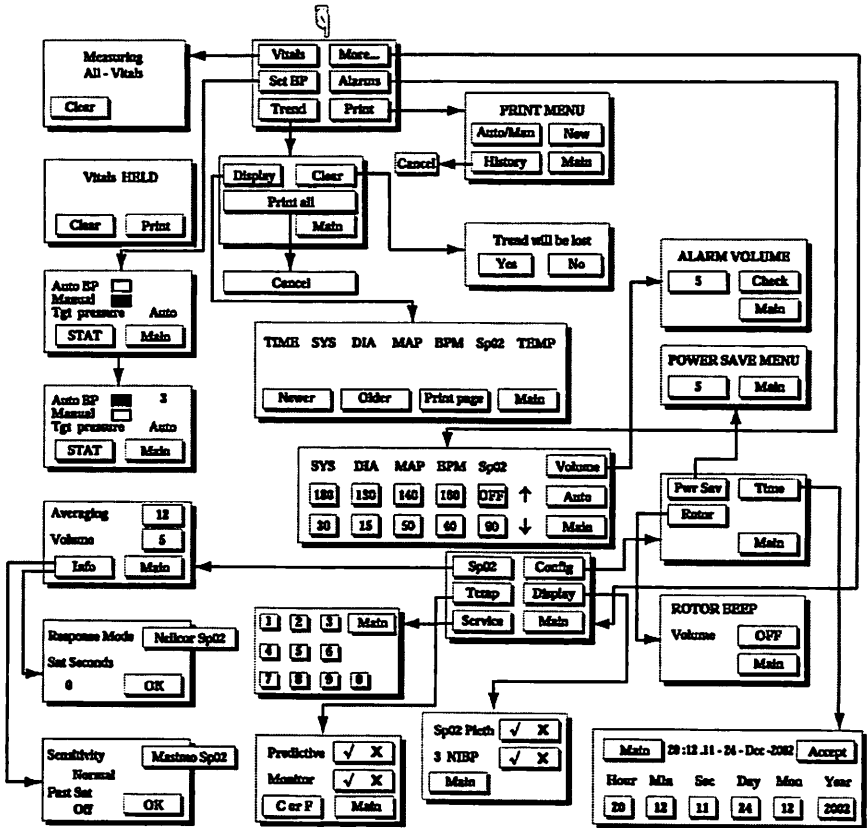 Measuring
All - Vitals
Clear
Vitals More...
Set BP Alarms
Trend Print
PRINT MENU
Auto/Man New
History Main
Cancel
Vitals HELD
Clear Print
Display Clear
Print all
Main
Cancel
Trend will be lost
Yes No
ALARM VOLUME
5 Check
Main
Auto BP
Manual
Tgt pressure Auto
STAT Main
TIME SYS DIA MAP BPM Sp02 TEMP
Newer Older Print page Main
POWER SAVE MENU
5 Main
Auto BP 3
Manual
Tgt pressure Auto
STAT Main
SYS DIA MAP BPM Sp02 Volume
130 140 OFF ↑ Auto
15 50 ↓ Main
Pwr Sav Time
Rotor
Main
Averaging 12
Volume 5
Info Main
Sp02 Config
Temp Display
Service Main
1 2 3 Main
4 5 6
7 8 9 0
ROTOR BEEP
Volume OFF
Main
Response Mode Nellcor Sp02
Sat Seconds
0 OK
Sensitivity Masimo Sp02
Normal
Fast Sat
Off OK
Predictive √ X
Monitor √ X
C or F Main
Sp02 Pleth √ X
3 NIBP √ X
Main
Main 20:12.11 - 24 - Dec -2002 Accept
Hour Min Sec Day Mon Year
20 12 11 24 12 2002